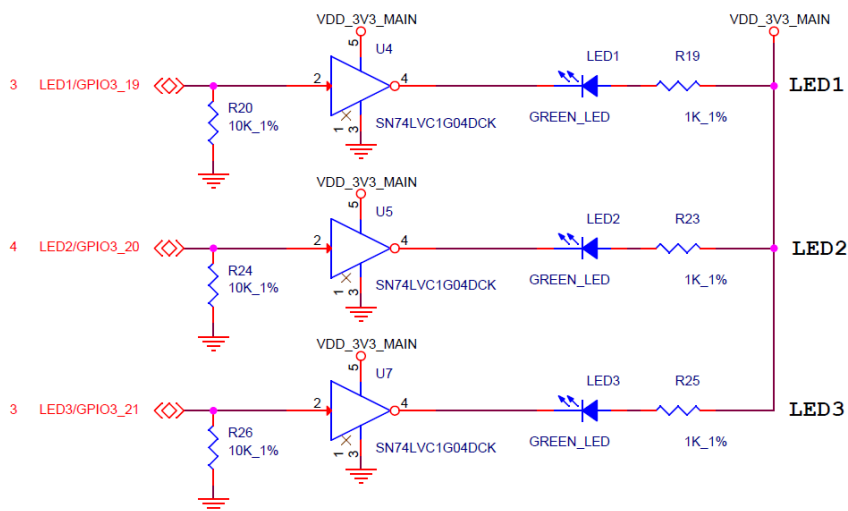 VDD_3V3_MAIN
VDD_3V3_MAIN
5
U4
LED1
R19
3 LED1/GPIO3_19
2
4
LED1
R20
10K_1%
SN74LVC1G04DCK
GREEN_LED
1K_1%
1
3
VDD_3V3_MAIN
5
U5
LED2
R23
4 LED2/GPIO3_20
2
4
LED2
R24
10K_1%
SN74LVC1G04DCK
GREEN_LED
1K_1%
1
3
VDD_3V3_MAIN
5
U7
LED3
R25
3 LED3/GPIO3_21
2
4
LED3
R26
10K_1%
SN74LVC1G04DCK
GREEN_LED
1K_1%
1
3